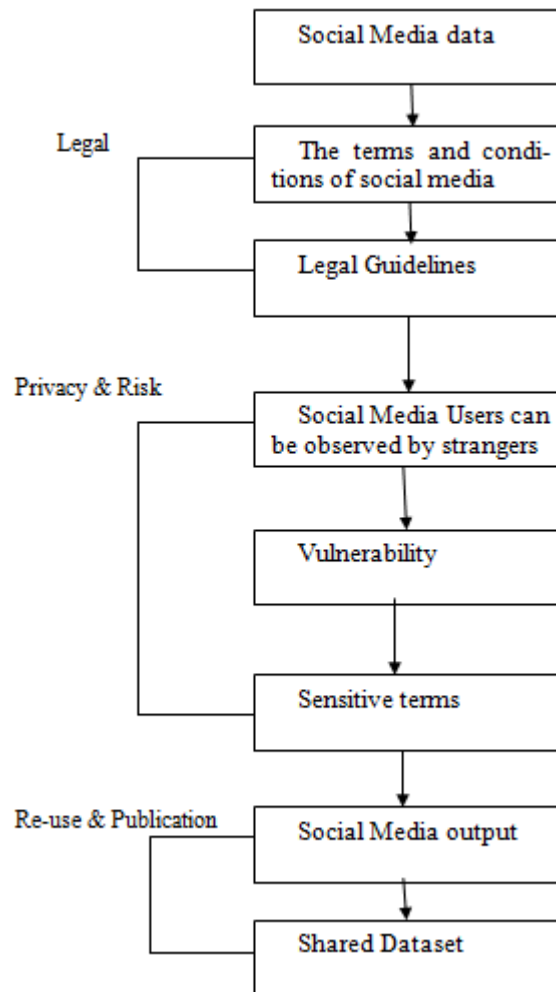 Social Media data
Legal
The terms and condi-
tions of social media
Legal Guidelines
Privacy & Risk
Social Media Users can
be observed by strangers
Vulnerability
Sensitive terms
Re-use & Publication
Social Media output
Shared Dataset